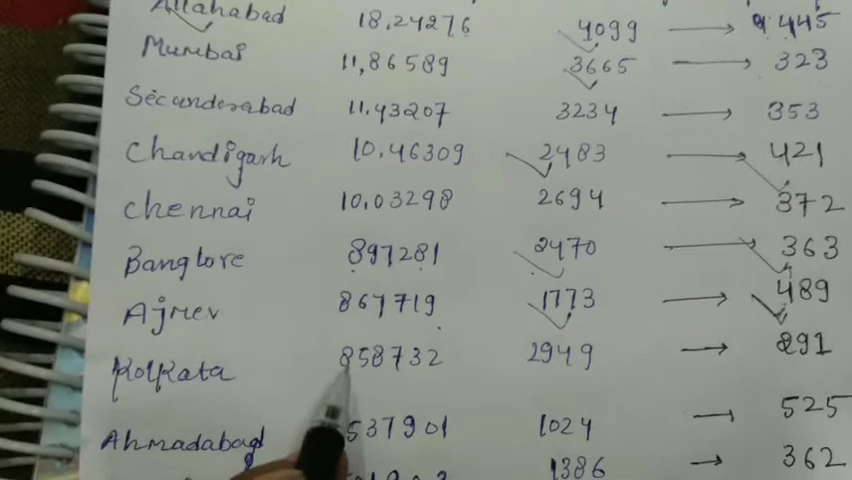 Allahabad 18,24276 4099 → 4445
Mumbai 11,86589 3665 → 323
Secunderabad 11,43207 3234 → 353
Chandigarh 10,46309 2483 → 421
Chennai 10,03298 2694 → 372
Banglore 897281 2470 → 363
Ajmer 867719 1773 → 489
Kolkata 858732 2949 → 291
Ahmadabad 537901 1024 → 525
1386 → 362